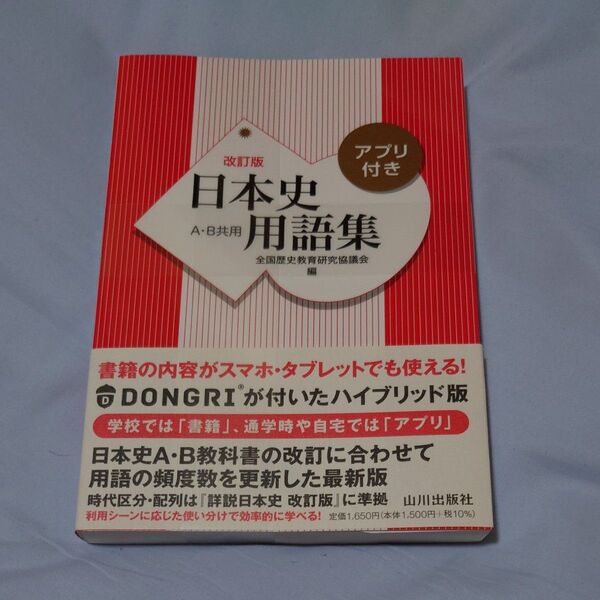 アプリ
付き
改訂版
日本史
A・B共用
用語集
全国歴史教育研究協議会
編
書籍の内容がスマホ・タブレットでも使える!
DONGRI®が付いたハイブリッド版
学校では「書籍」、通学時や自宅では「アプリ」
日本史A・B教科書の改訂に合わせて
用語の頻度数を更新した最新版
時代区分・配列は『詳説日本史 改訂版』に準拠 山川出版社
利用シーンに応じた使い分けで効率的に学べる! 定価1,650円(本体1,500円+税10%)